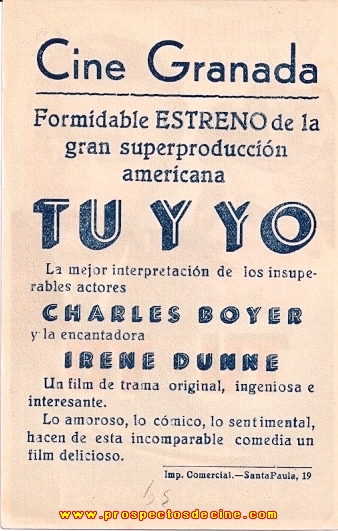 Cine Granada
Formidable ESTRENO de la
gran superproducción
americana
TU Y YO
La mejor interpretación de los insupe-
rables actores
CHARLES BOYER
y la encantadora
IRENE DUNNE
Un film de trama original, ingeniosa e
interesante.
Lo amoroso, lo cómico, lo sentimental,
hacen de esta incomparable comedia un
film delicioso.
Imp. Comercial.—Santa Paula, 19
www.prospectosdecine.com